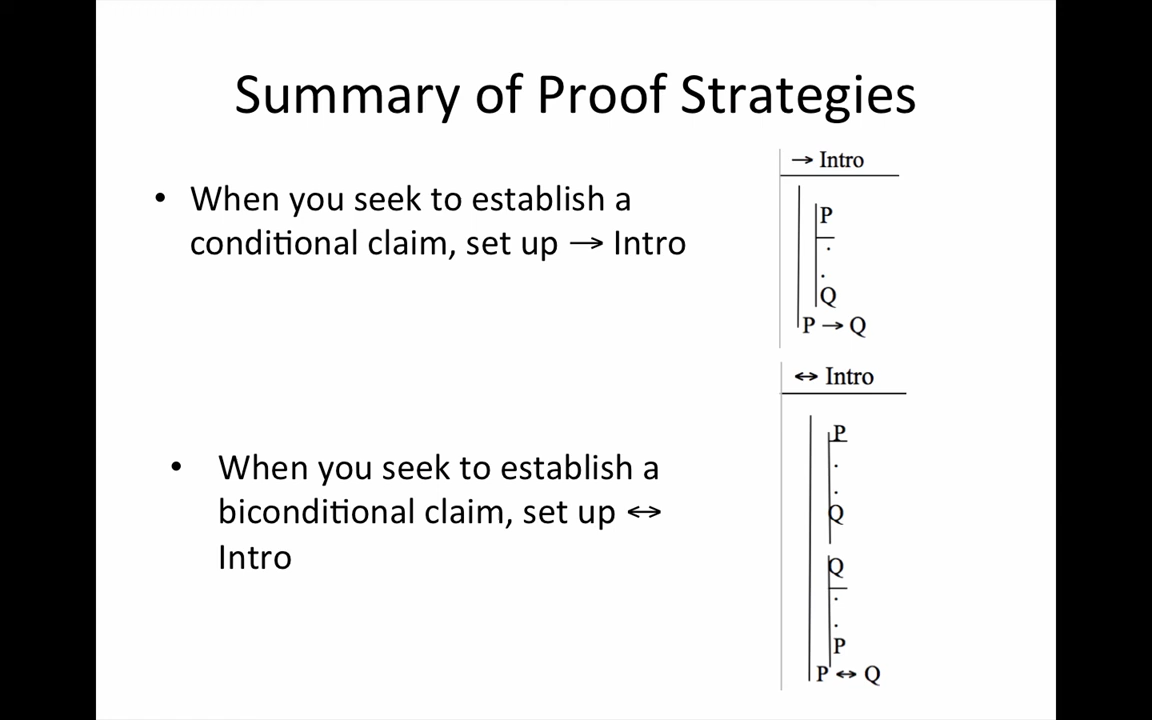 Summary of Proof Strategies
• When you seek to establish a
conditional claim, set up → Intro
→ Intro
P
.
.
Q
P → Q
• When you seek to establish a
biconditional claim, set up ↔
Intro
↔ Intro
P
.
.
Q
Q
.
.
P
P ↔ Q